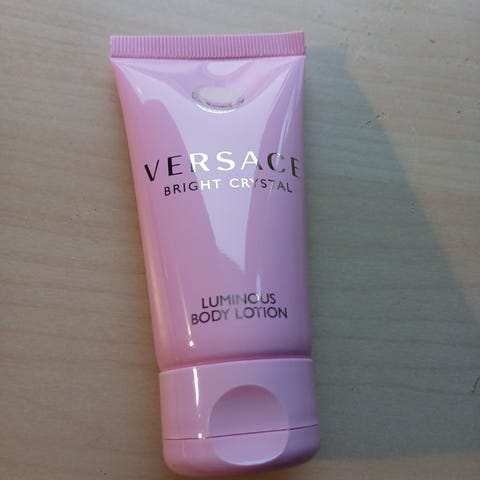 VERSACE
BRIGHT CRYSTAL
LUMINOUS
BODY LOTION